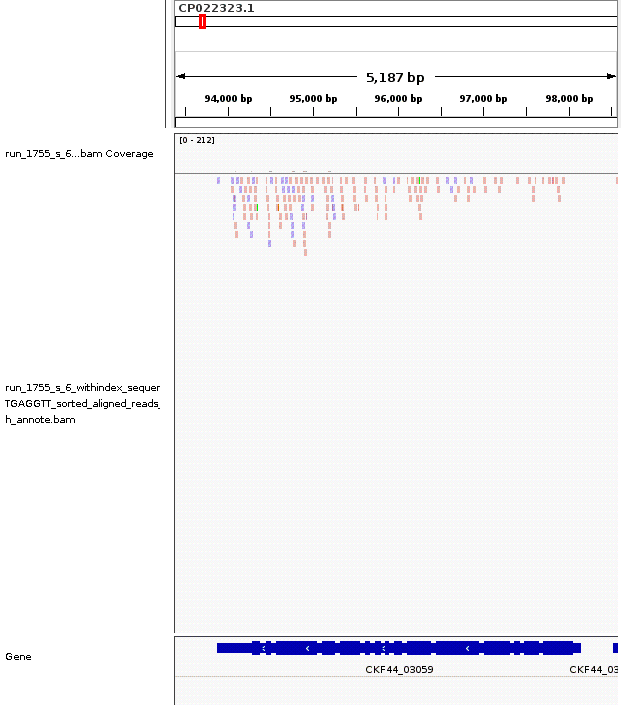 CP022323.1
5,187 bp
94,000 bp 95,000 bp 96,000 bp 97,000 bp 98,000 bp
run_1755_s_6...bam Coverage
[0 - 212]
run_1755_s_6_withindex_sequer
TGAGGTT_sorted_aligned_reads_
h_annote.bam
Gene
CKF44_03059 CKF44_03